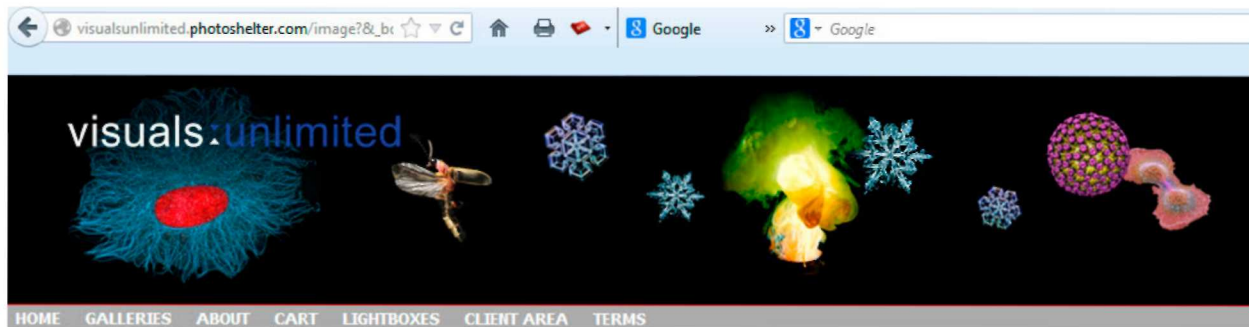 visualsunlimited.photoshelter.com/image?&_b
Google
»
Google
visuals:unlimited
HOME GALLERIES ABOUT CART LIGHTBOXES CLIENT AREA TERMS